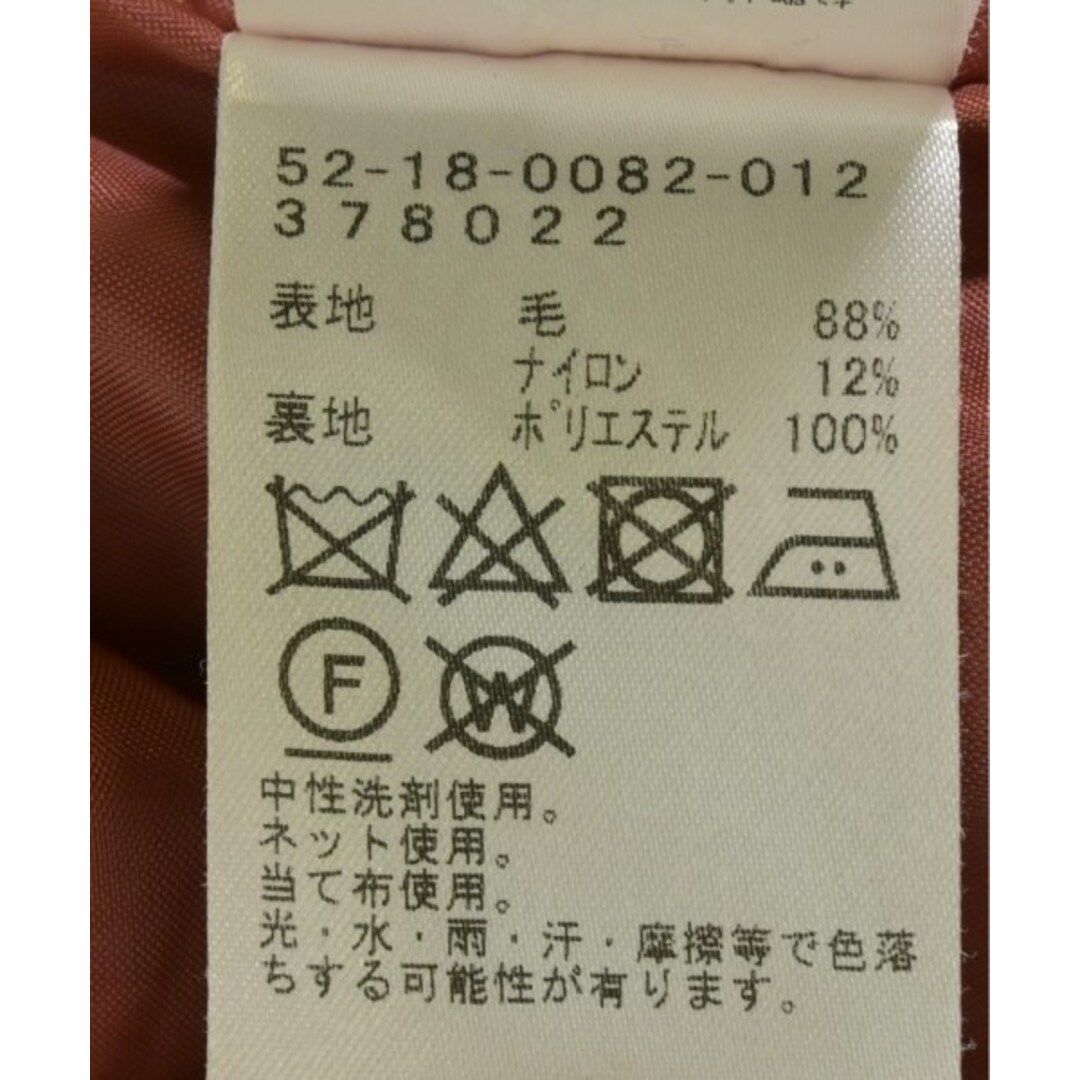 52-18-0082-012
378022
表地 毛 88%
ナイロン 12%
裏地 ポリエステル 100%
F W
中性洗剤使用。
ネット使用。
当て布使用。
光・水・雨・汗・摩擦等で色落
ちする可能性が有ります。